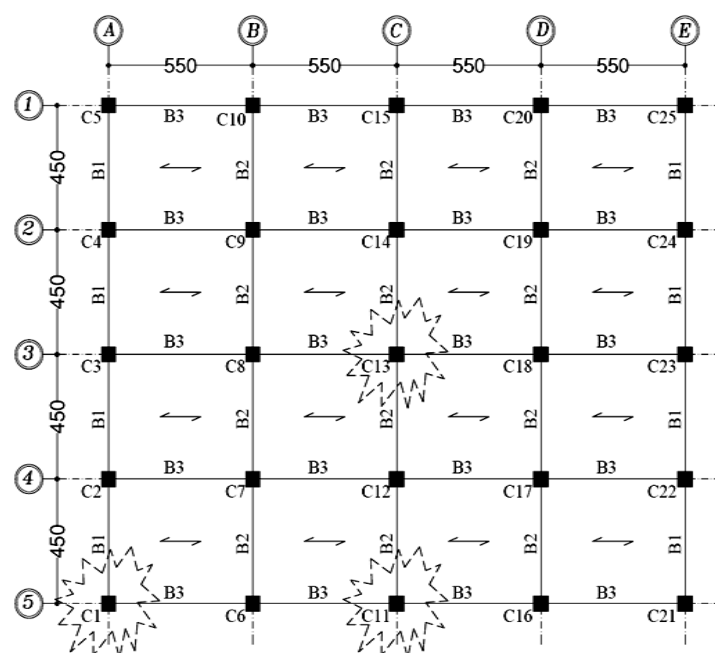 A B C D E
550 550 550 550
1
C5 B3 C10 B3 C15 B3 C20 B3 C25
450 B1 B2 B2 B2 B1
2
C4 B3 C9 B3 C14 B3 C19 B3 C24
450 B1 B2 B2 B2 B1
3
B3 B3 B3 B3
C3 C8 C13 C18 C23
450 B1 B2 B2 B2 B1
4
B3 B3 B3 B3
C2 C7 C12 C17 C22
450 B1 B2 B2 B2 B1
5
B3 B3 B3 B3
C1 C6 C11 C16 C21